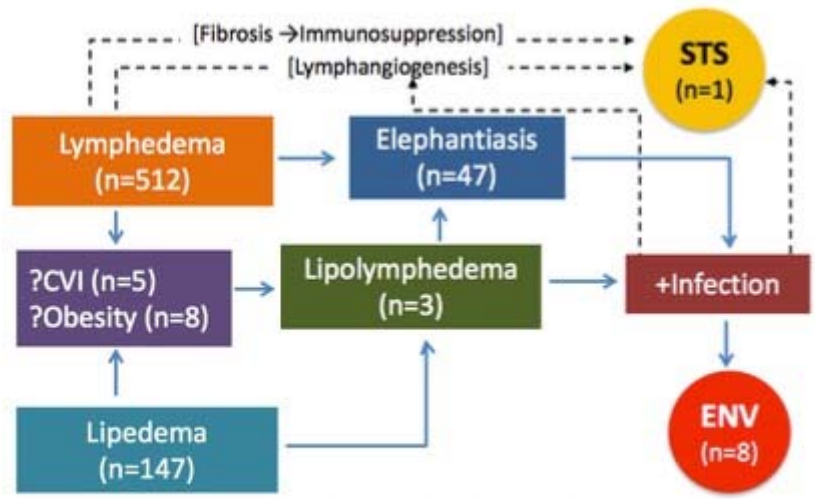 [Fibrosis →Immunosuppression]
[Lymphangiogenesis]
STS
(n=1)
Lymphedema
(n=512)
Elephantiasis
(n=47)
?CVI (n=5)
?Obesity (n=8)
Lipolymphedema
(n=3)
+Infection
Lipedema
(n=147)
ENV
(n=8)